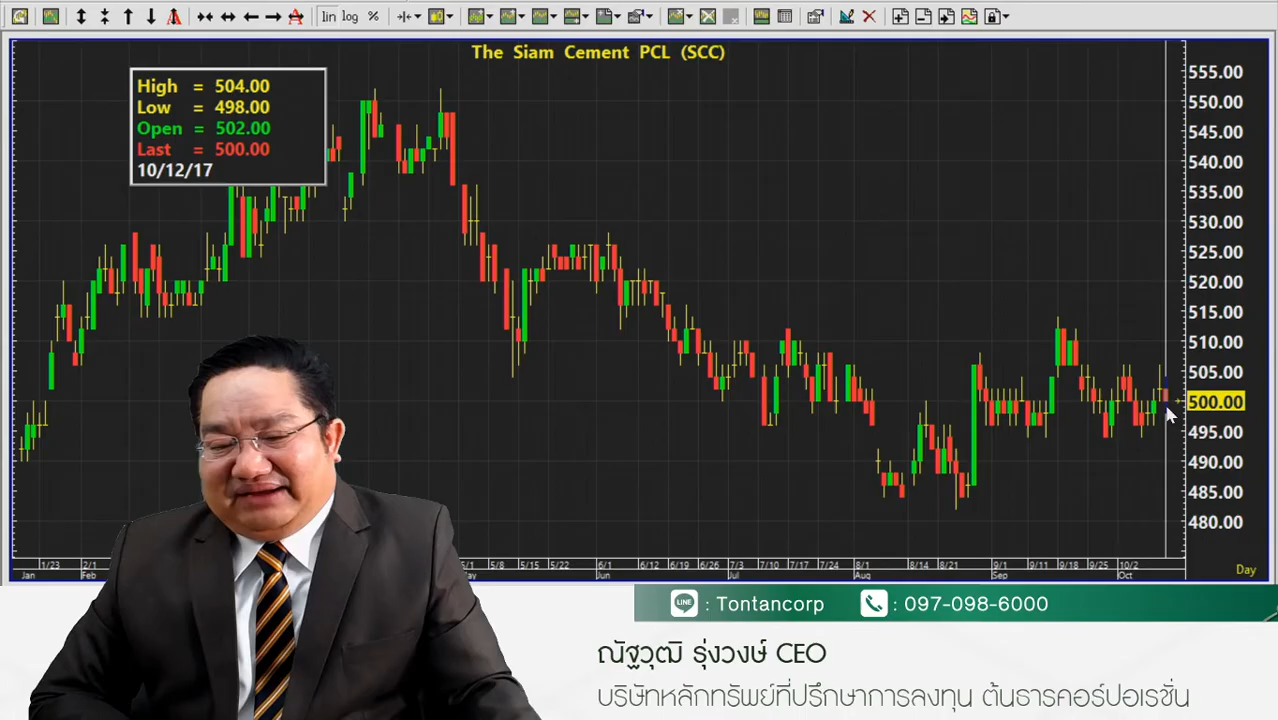 lin log %
The Siam Cement PCL (SCC)
High = 504.00
Low = 498.00
Open = 502.00
Last = 500.00
10/12/17
555.00
550.00
545.00
540.00
535.00
530.00
525.00
520.00
515.00
510.00
505.00
500.00
495.00
490.00
485.00
480.00
1/23 2/1 5/8 5/15 5/22 6/1 6/12 6/19 6/26 7/3 7/10 7/17 7/24 8/1 8/14 8/21 9/1 9/11 9/18 9/25 10/2
Jan Feb Jun Jul Aug Sep Oct Day
LINE : Tontancorp : 097-098-6000
ณัฐวุฒิ รุ่งวงษ์ CEO
บริษัทหลักทรัพย์ที่ปรึกษาการลงทุน ต้นธารคอร์ปอเรชั่น